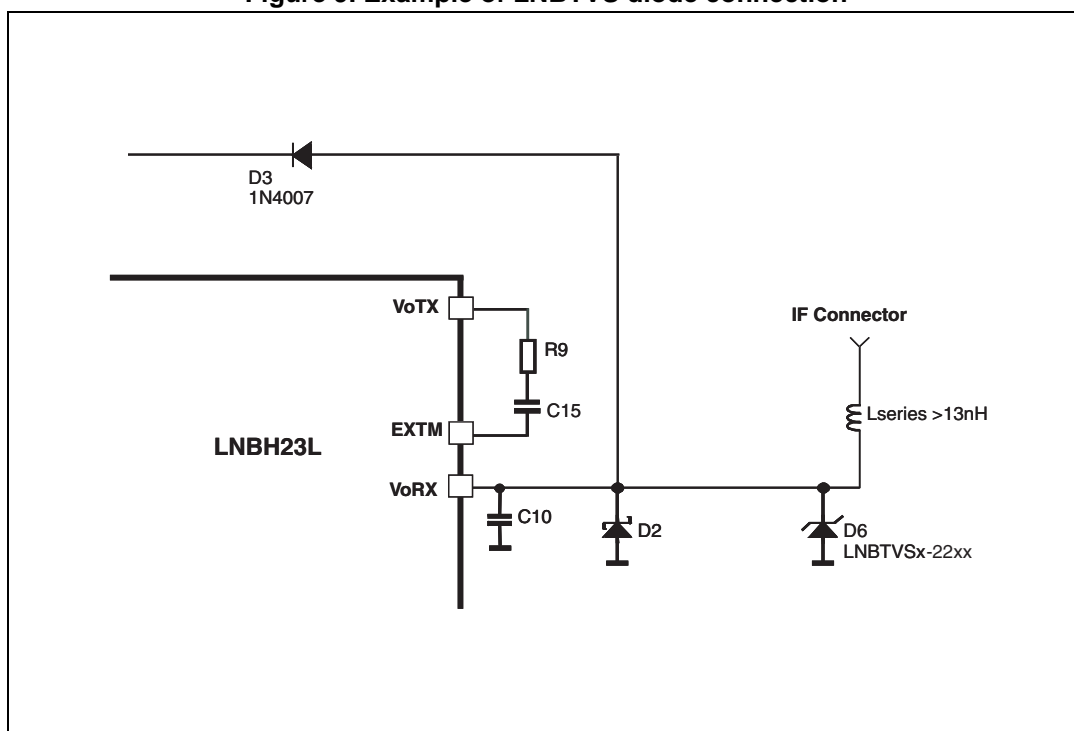 Figure 8. Example of LNBTVS diode connection
D3
1N4007
VoTX
R9
IF Connector
C15
Lseries >13nH
EXTM
LNBH23L
VoRX
C10
D2
D6
LNBTVSx-22xx